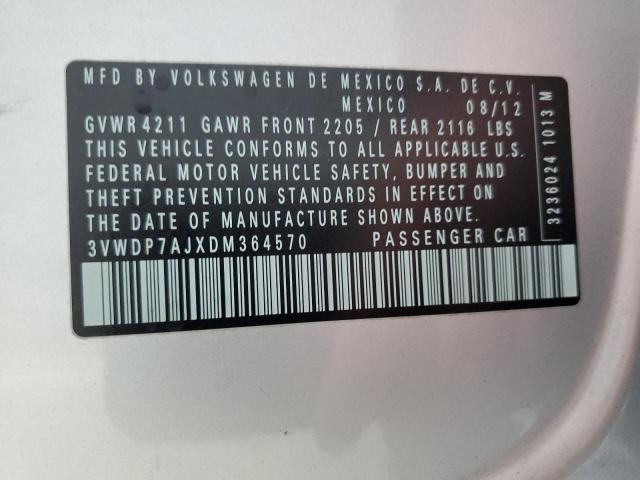 MFD BY VOLKSWAGEN DE MEXICO S.A. DE C.V.
MEXICO 08/12
GVWR 4211 GAWR FRONT 2205 / REAR 2116 LBS
THIS VEHICLE CONFORMS TO ALL APPLICABLE U.S.
FEDERAL MOTOR VEHICLE SAFETY, BUMPER AND
THEFT PREVENTION STANDARDS IN EFFECT ON
THE DATE OF MANUFACTURE SHOWN ABOVE.
3VWDP7AJXDM364570 PASSENGER CAR
3236024 1013 M